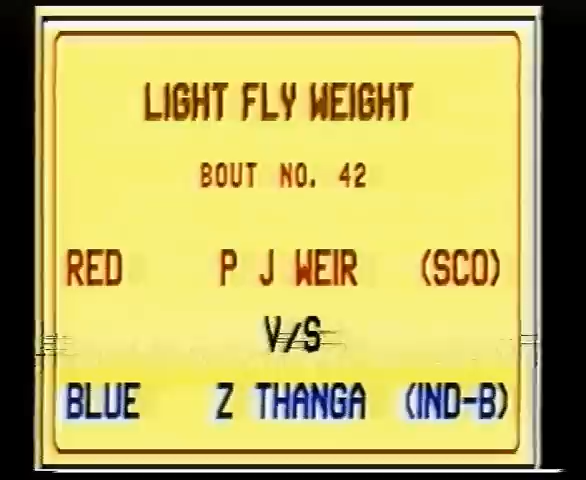 LIGHT FLY WEIGHT
BOUT NO. 42
RED P J WEIR (SCO)
V/S
BLUE Z THANGA (IND-B)